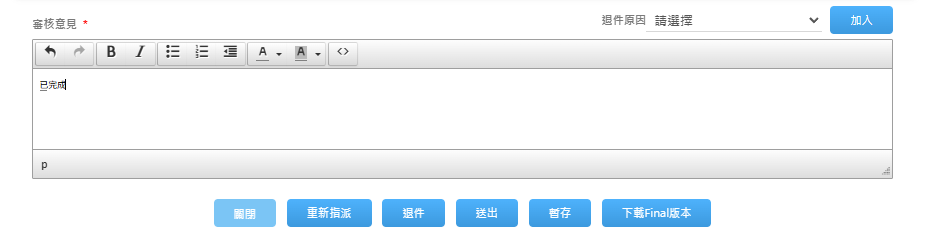 審核意見 * 退件原因 請選擇 加入
B I A A <>
已完成
p
關閉 重新指派 退件 送出 暫存 下載Final版本